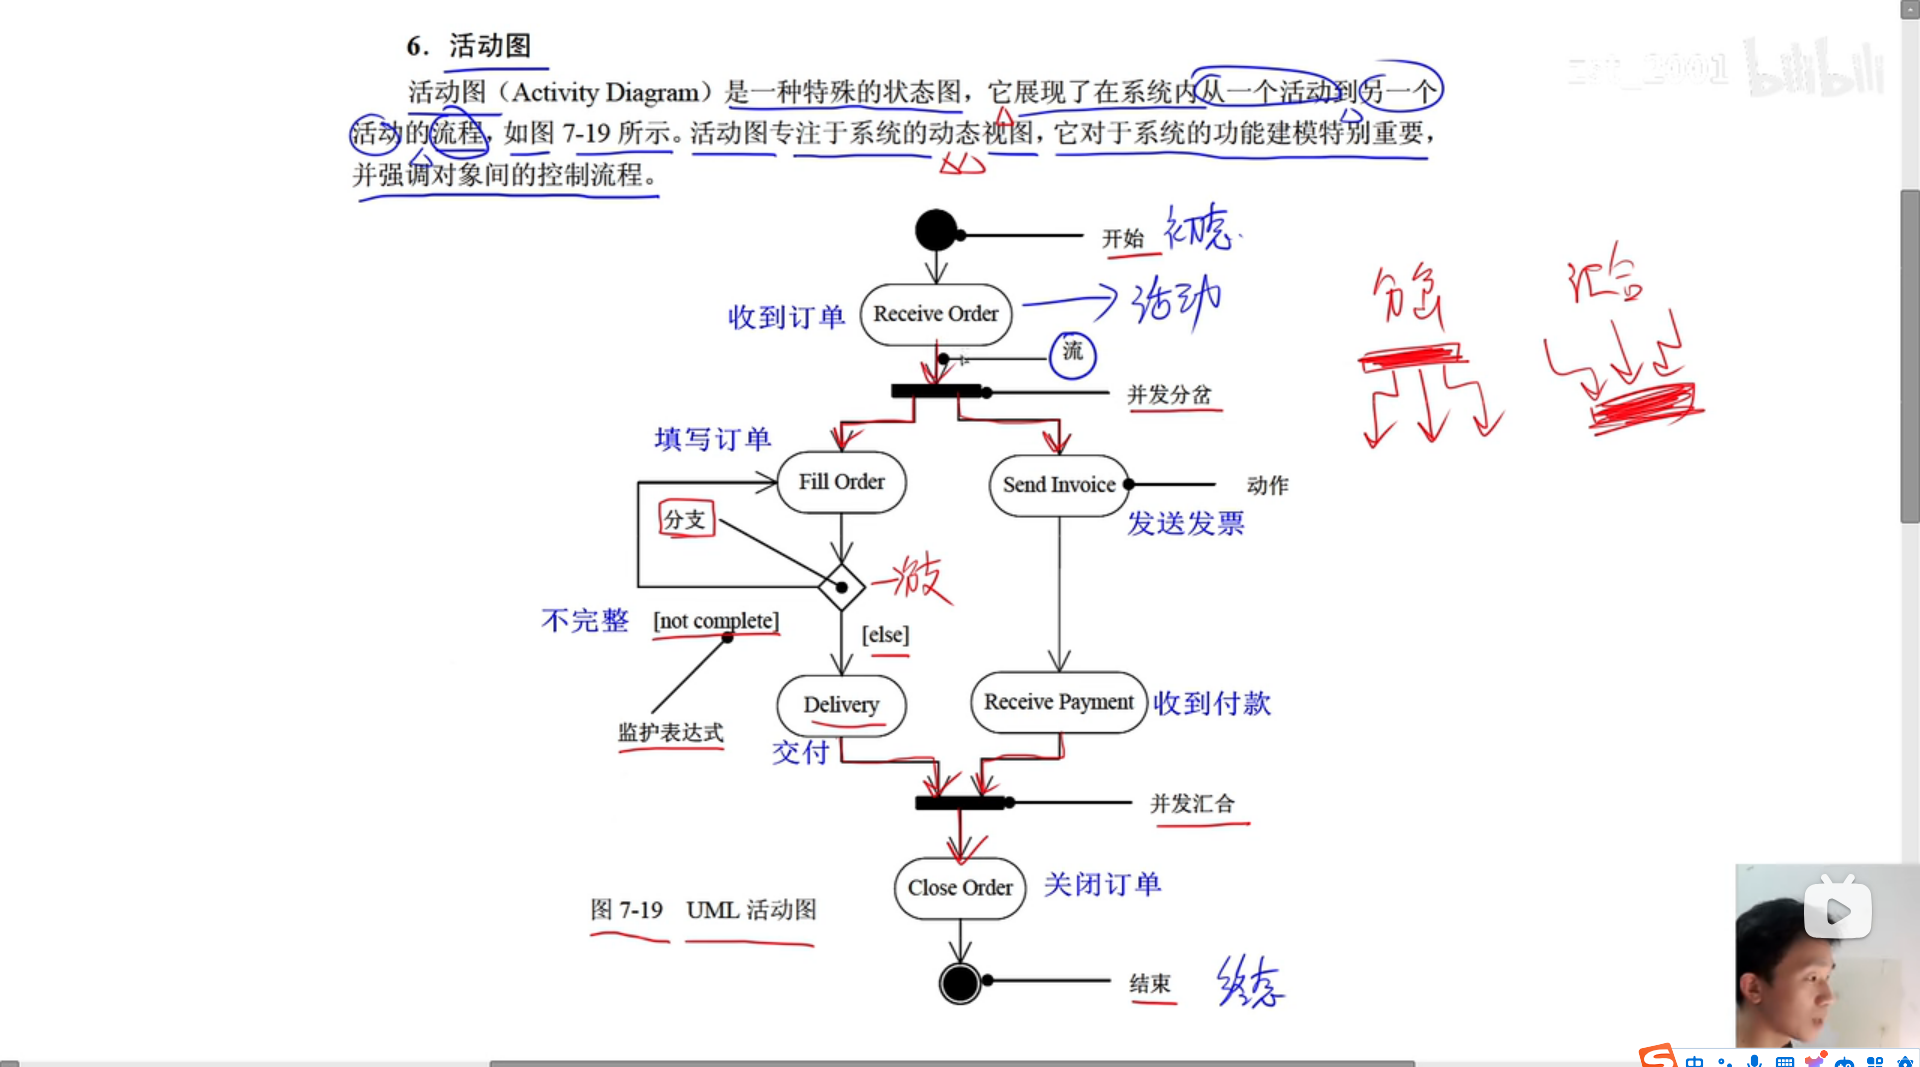 6. 活动图
活动图（Activity Diagram）是一种特殊的状态图，它展现了在系统内从一个活动到另一个
活动的流程，如图 7-19 所示。活动图专注于系统的动态视图，它对于系统的功能建模特别重要，
并强调对象间的控制流程。
开始 初态
收到订单 Receive Order 活动
分岔 汇合
流
并发分岔
填写订单
Fill Order
Send Invoice 动作
分支
发送发票
不完整 [not complete]
[else]
Delivery
Receive Payment 收到付款
监护表达式
交付
并发汇合
Close Order 关闭订单
图 7-19 UML 活动图
结束 终态
bilibili
中